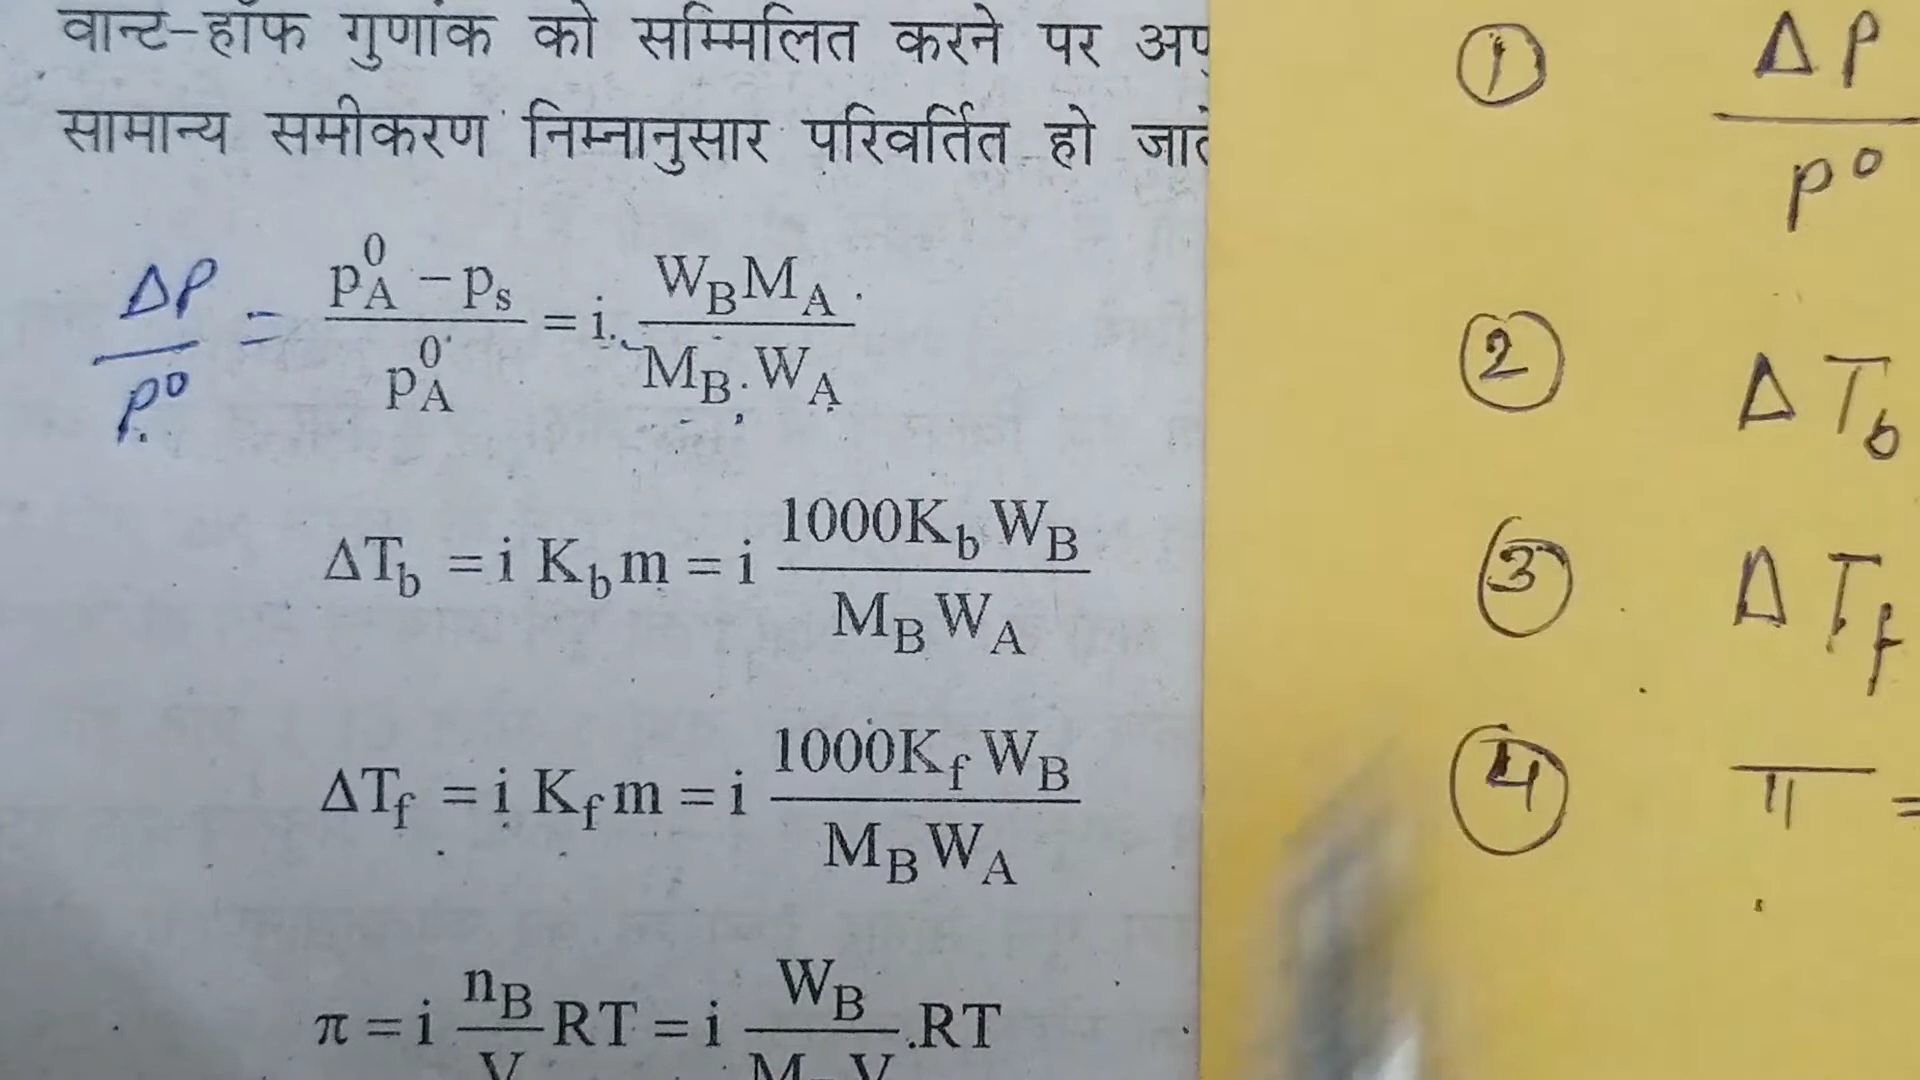 वान्ट-हॉफ गुणांक को सम्मिलित करने पर
सामान्य समीकरण निम्नानुसार परिवर्तित हो
ΔP/P⁰ = (p⁰_A − p_s)/p⁰_A = i. (W_B M_A)/(M_B . W_A)
ΔT_b = i K_b m = i (1000K_b W_B)/(M_B W_A)
ΔT_f = i K_f m = i (1000K_f W_B)/(M_B W_A)
π = i (n_B/V) RT = i W_B/(M V) .RT
① ΔP/P⁰
② ΔT_b
③ ΔT_f
④ π =